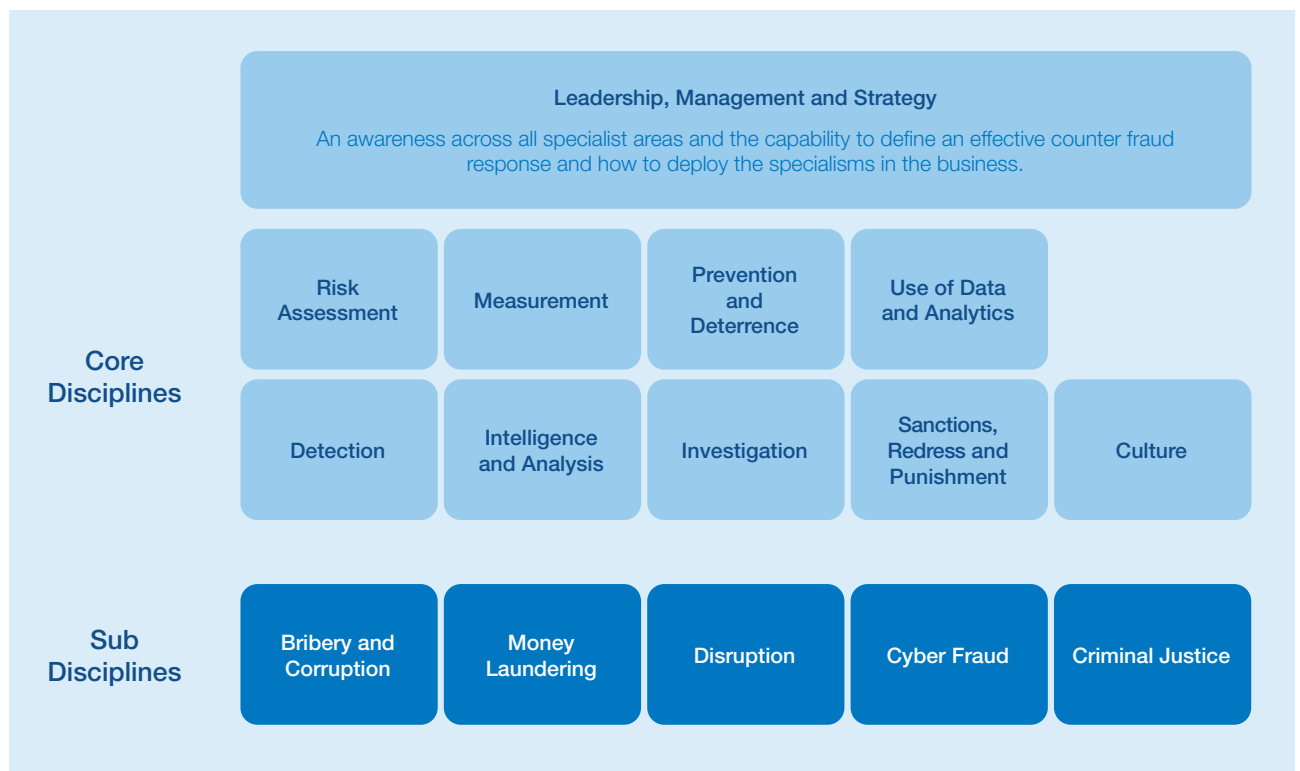 Leadership, Management and Strategy
An awareness across all specialist areas and the capability to define an effective counter fraud
response and how to deploy the specialisms in the business.
Core
Disciplines
Risk
Assessment
Measurement
Prevention
and
Deterrence
Use of Data
and Analytics
Detection
Intelligence
and Analysis
Investigation
Sanctions,
Redress and
Punishment
Culture
Sub
Disciplines
Bribery and
Corruption
Money
Laundering
Disruption
Cyber Fraud
Criminal Justice